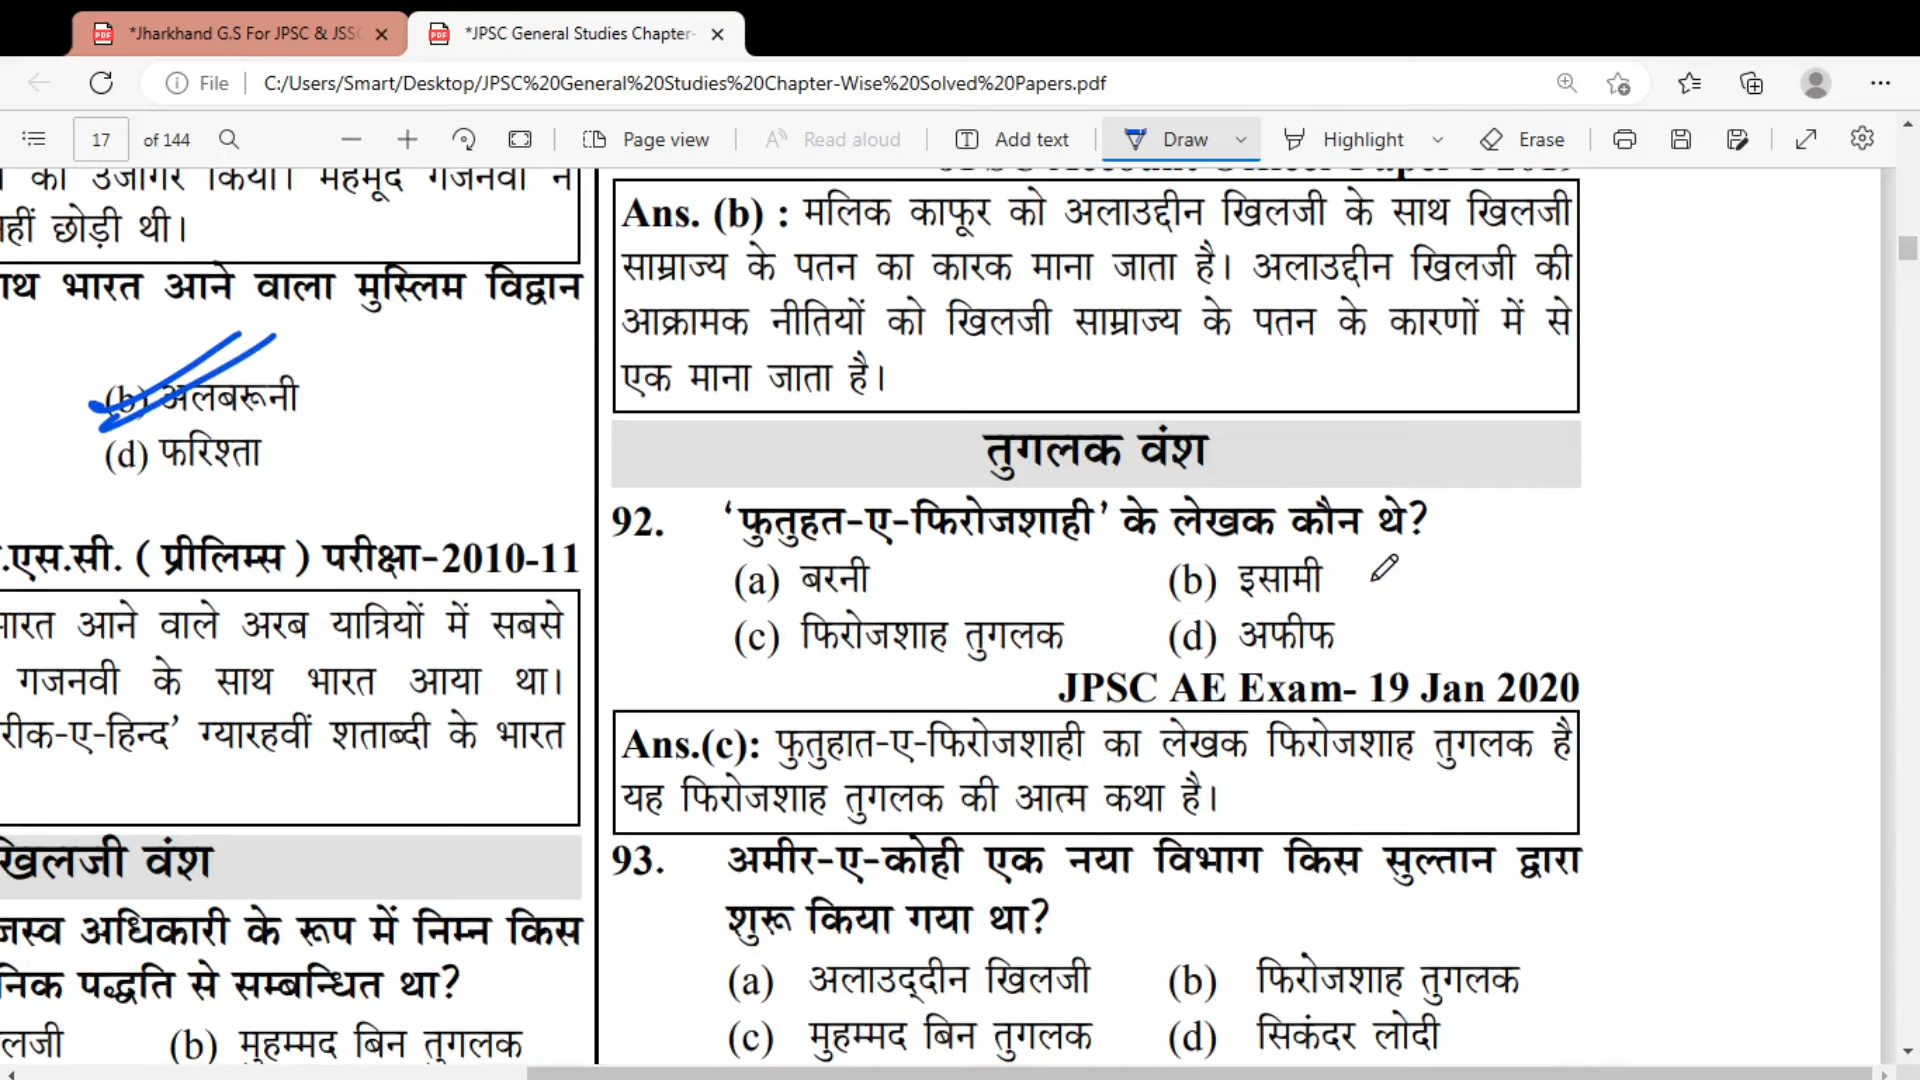 *Jharkhand G.S For JPSC & JSSC
*JPSC General Studies Chapter-
File
C:/Users/Smart/Desktop/JPSC%20General%20Studies%20Chapter-Wise%20Solved%20Papers.pdf
17 of 144
Page view
Read aloud
Add text
Draw
Highlight
Erase
को उजागर किया। महमूद गजनवी ने
नहीं छोड़ी थी।
भारत आने वाला मुस्लिम विद्वान
(b) अलबरूनी
(d) फरिश्ता
.एस.सी. ( प्रीलिम्स ) परीक्षा-2010-11
आने वाले अरब यात्रियों में सबसे
गजनवी के साथ भारत आया था।
रीक-ए-हिन्द’ ग्यारहवीं शताब्दी के भारत
खिलजी वंश
जस्व अधिकारी के रूप में निम्न किस
निक पद्धति से सम्बन्धित था?
लजी (b) मुहम्मद बिन तुगलक
Ans. (b) : मलिक काफूर को अलाउद्दीन खिलजी के साथ खिलजी
साम्राज्य के पतन का कारक माना जाता है। अलाउद्दीन खिलजी की
आक्रामक नीतियों को खिलजी साम्राज्य के पतन के कारणों में से
एक माना जाता है।
तुगलक वंश
92. ‘फुतुहत-ए-फिरोजशाही’ के लेखक कौन थे?
(a) बरनी (b) इसामी
(c) फिरोजशाह तुगलक (d) अफीफ
JPSC AE Exam- 19 Jan 2020
Ans.(c): फुतुहात-ए-फिरोजशाही का लेखक फिरोजशाह तुगलक है
यह फिरोजशाह तुगलक की आत्म कथा है।
93. अमीर-ए-कोही एक नया विभाग किस सुल्तान द्वारा
शुरू किया गया था?
(a) अलाउद्‌दीन खिलजी (b) फिरोजशाह तुगलक
(c) मुहम्मद बिन तुगलक (d) सिकंदर लोदी